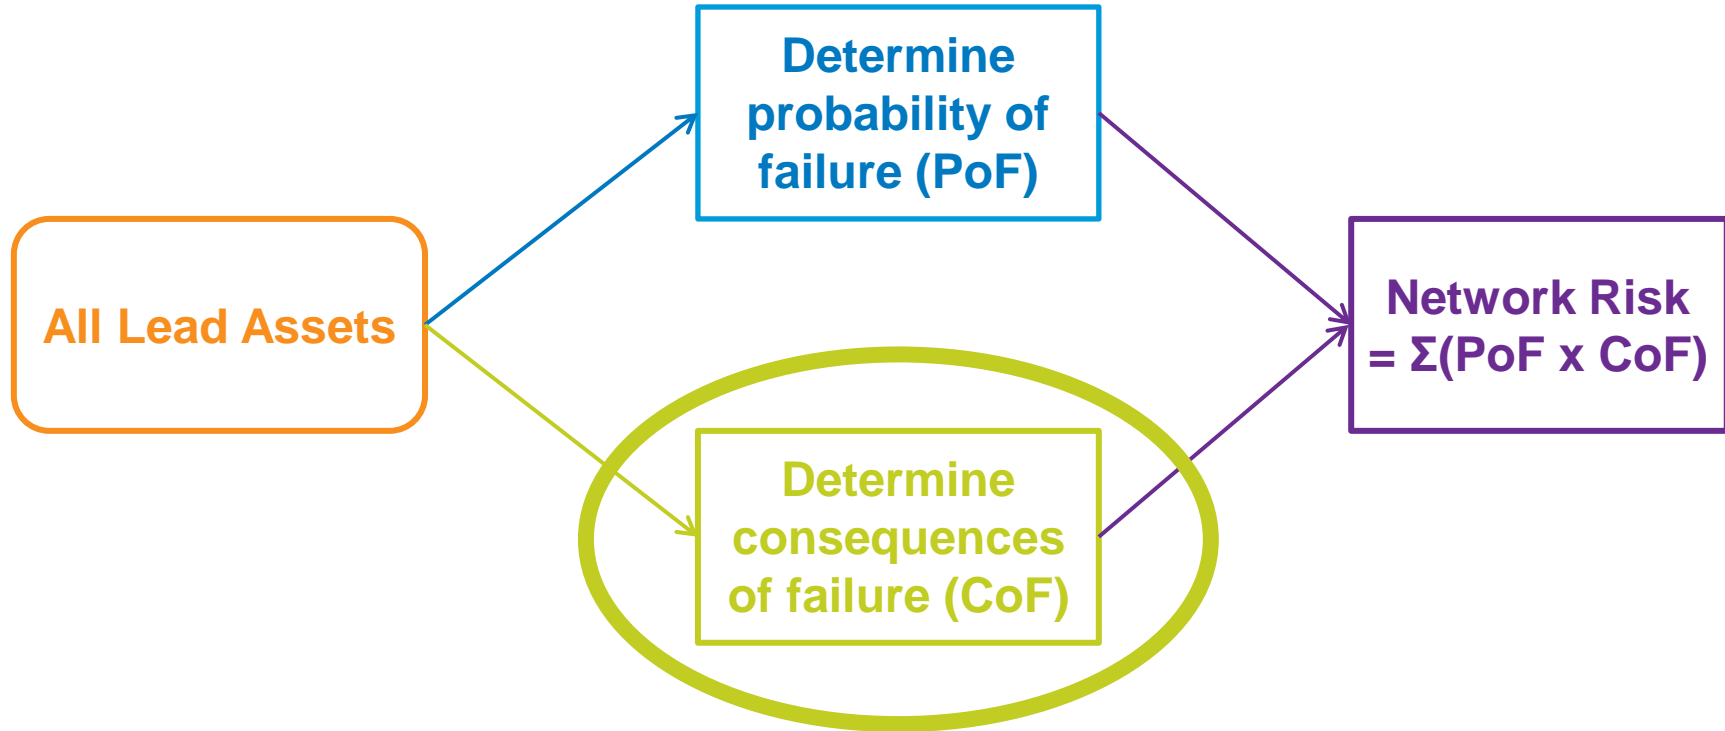 Determine
probability of
failure (PoF)
All Lead Assets
Network Risk
= Σ(PoF x CoF)
Determine
consequences
of failure (CoF)